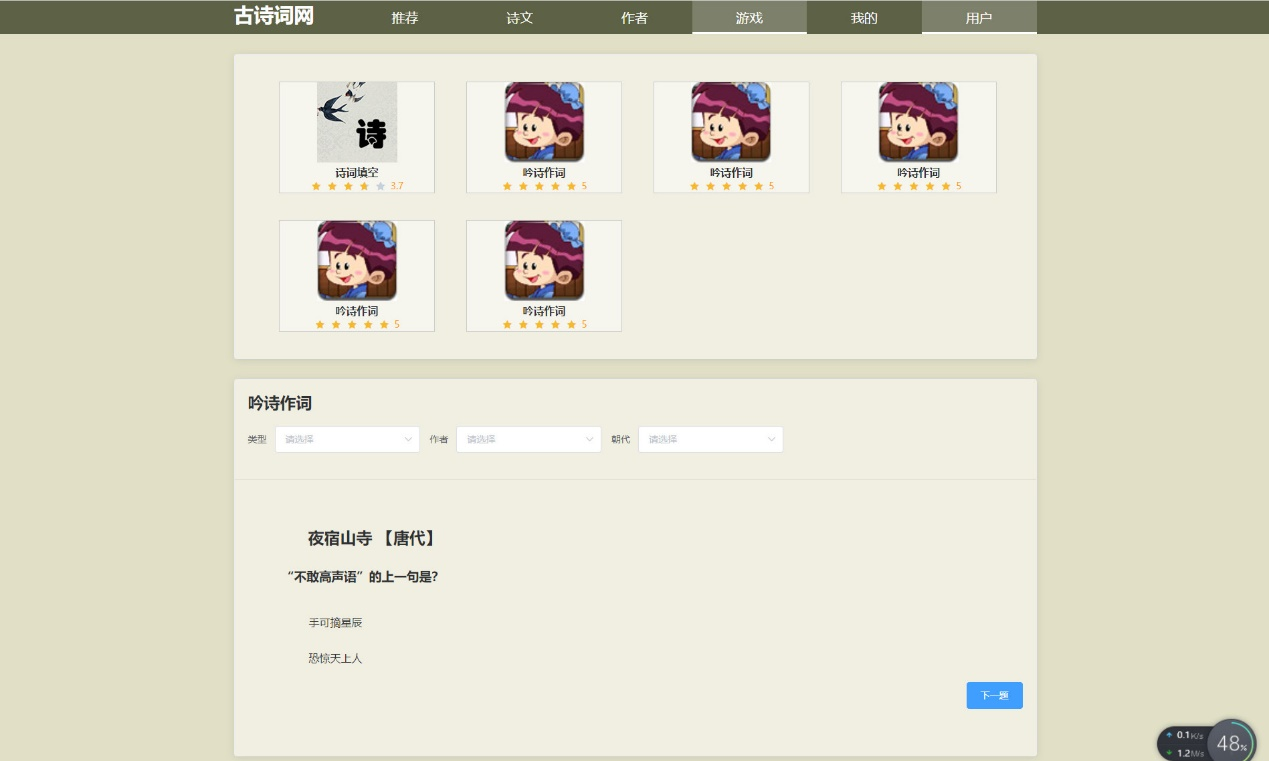 古诗词网 推荐 诗文 作者 游戏 我的 用户
诗
诗词填空 吟诗作词 吟诗作词 吟诗作词
3.7 5 5 5
吟诗作词 吟诗作词
5 5
吟诗作词
类型 请选择 作者 请选择 朝代 请选择
夜宿山寺 【唐代】
“不敢高声语”的上一句是？
手可摘星辰
恐惊天上人
下一题
0.1K/s
48%
1.2M/s